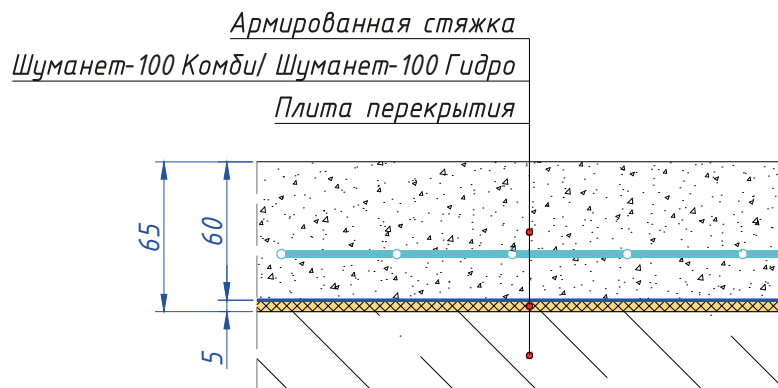 Армированная стяжка
Шуманет-100 Комби/ Шуманет-100 Гидро
Плита перекрытия
65
60
5